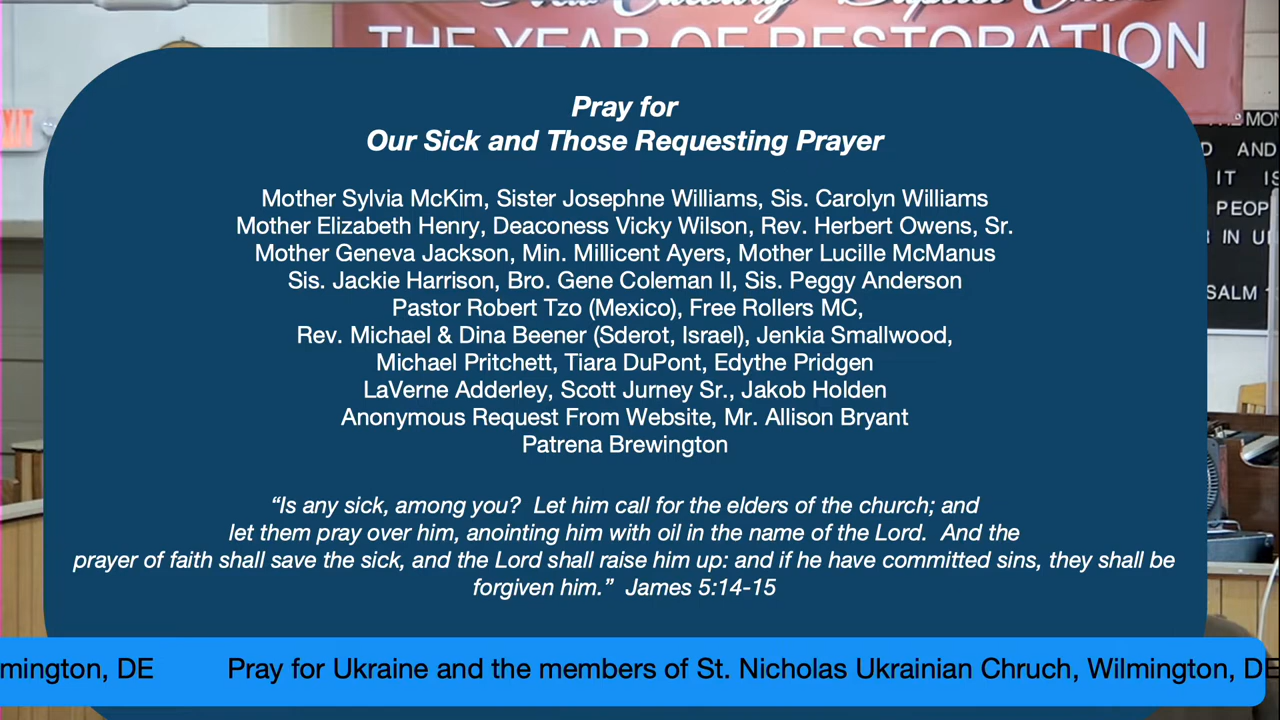 THE YEAR OF RESTORATION
EXIT
Pray for
Our Sick and Those Requesting Prayer
Mother Sylvia McKim, Sister Josephne Williams, Sis. Carolyn Williams
Mother Elizabeth Henry, Deaconess Vicky Wilson, Rev. Herbert Owens, Sr.
Mother Geneva Jackson, Min. Millicent Ayers, Mother Lucille McManus
Sis. Jackie Harrison, Bro. Gene Coleman II, Sis. Peggy Anderson
Pastor Robert Tzo (Mexico), Free Rollers MC,
Rev. Michael & Dina Beener (Sderot, Israel), Jenkia Smallwood,
Michael Pritchett, Tiara DuPont, Edythe Pridgen
LaVerne Adderley, Scott Jurney Sr., Jakob Holden
Anonymous Request From Website, Mr. Allison Bryant
Patrena Brewington
“Is any sick, among you?  Let him call for the elders of the church; and
let them pray over him, anointing him with oil in the name of the Lord.  And the
prayer of faith shall save the sick, and the Lord shall raise him up: and if he have committed sins, they shall be
forgiven him.”  James 5:14-15
AND
IT IS
PEOP
IN U
SALM
mington, DE Pray for Ukraine and the members of St. Nicholas Ukrainian Chruch, Wilmington, DE